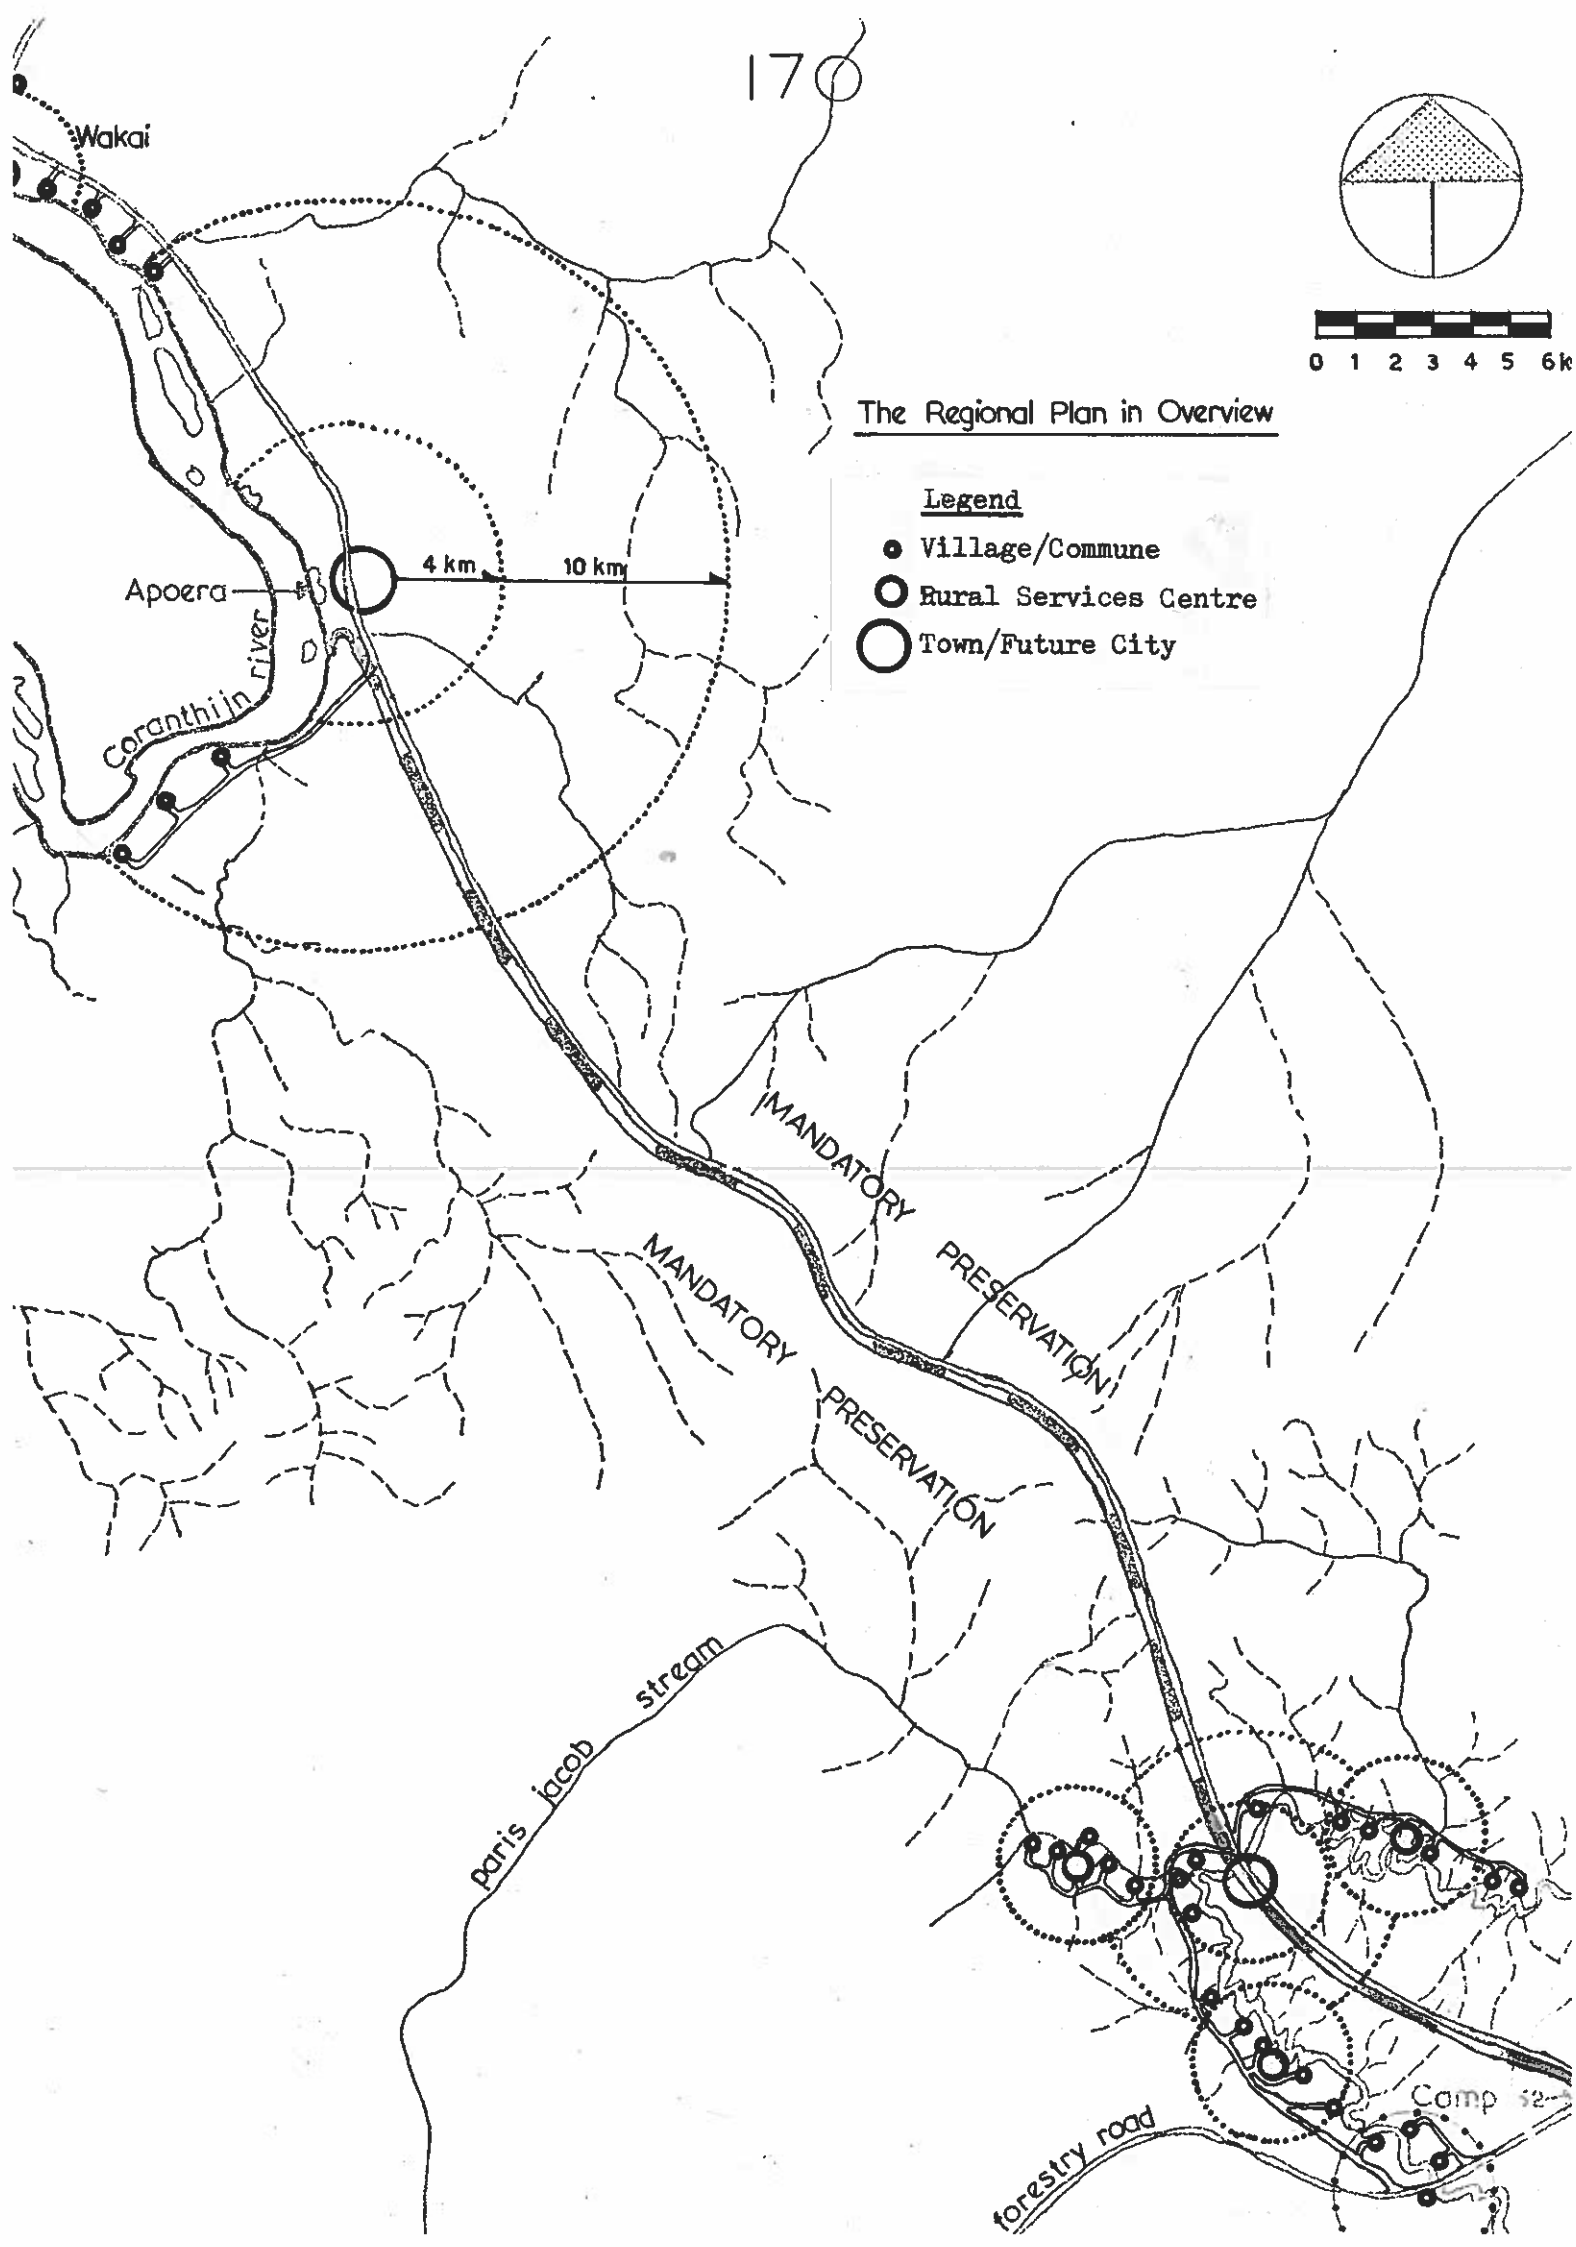 170
Wakai
0 1 2 3 4 5 6 k
The Regional Plan in Overview
Legend
Village/Commune
Rural Services Centre
Town/Future City
4 km
10 km
Apoera
Coranthijn river
MANDATORY PRESERVATION
MANDATORY PRESERVATION
paris jacob stream
Camp 52
forestry road